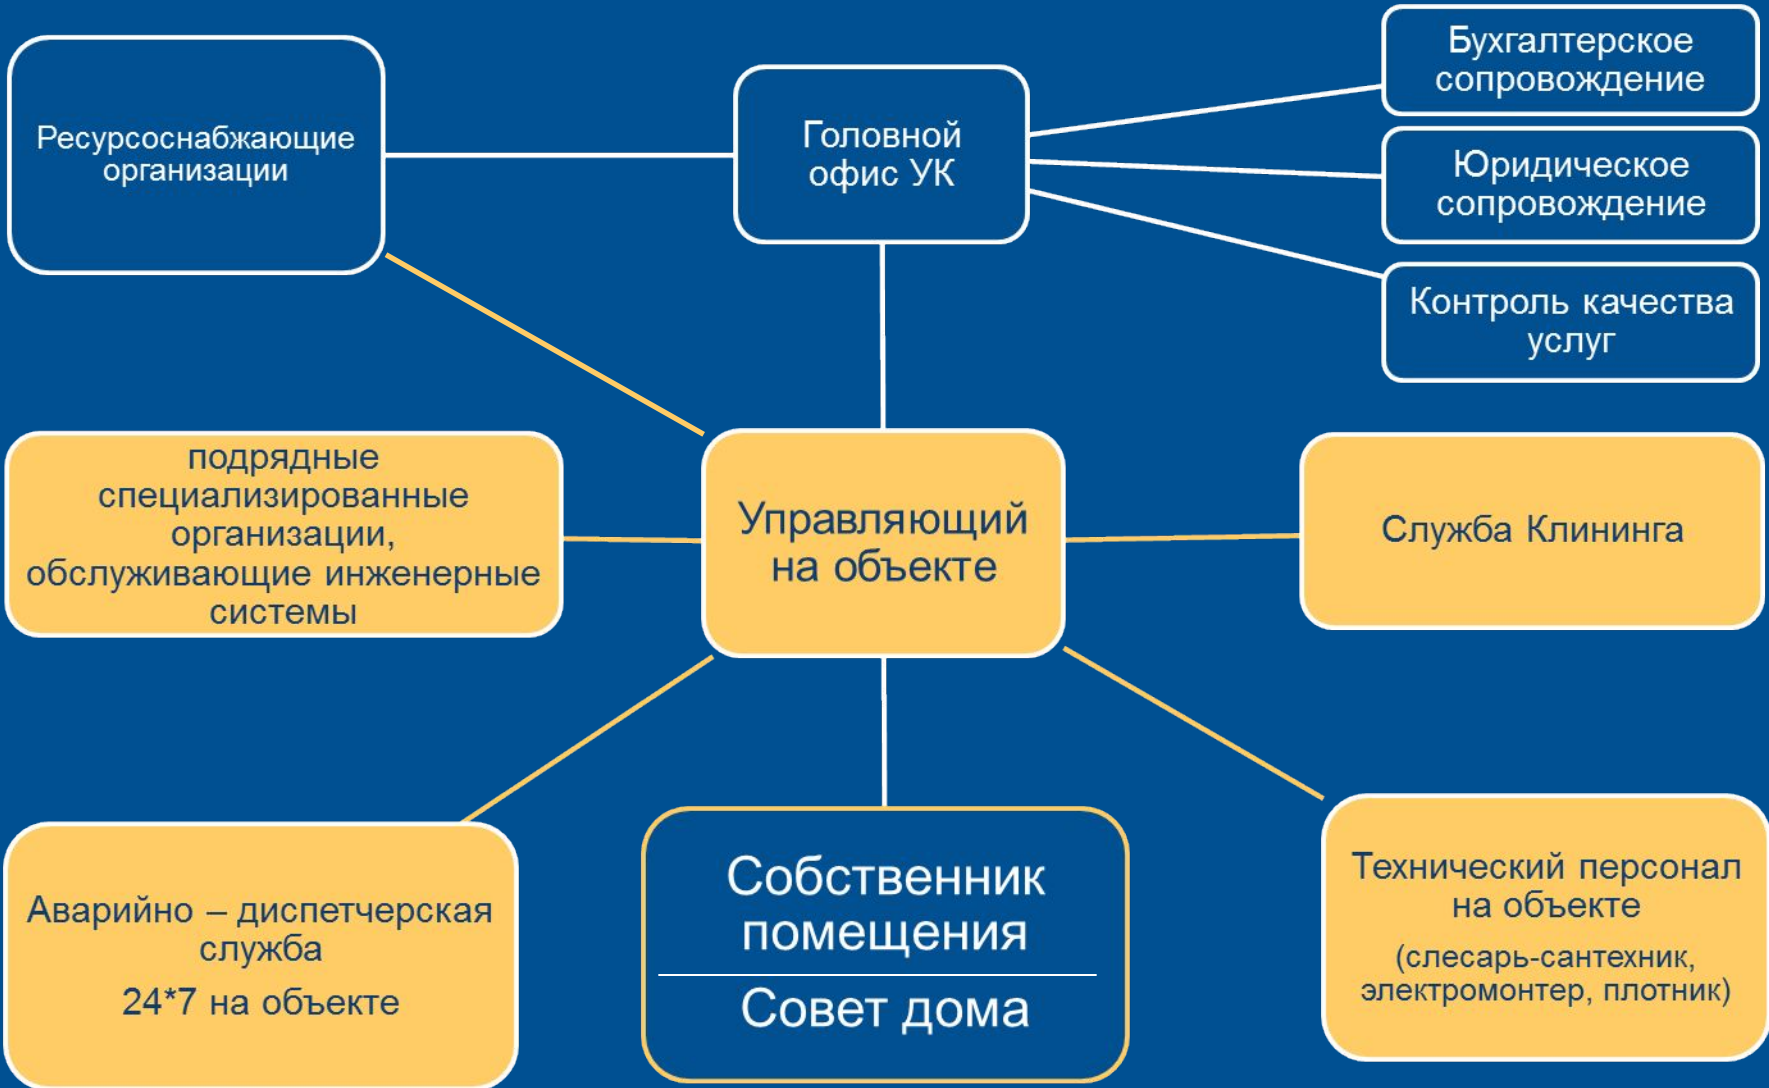 Ресурсоснабжающие
организации
Головной
офис УК
Бухгалтерское
сопровождение
Юридическое
сопровождение
Контроль качества
услуг
подрядные
специализированные
организации,
обслуживающие инженерные
системы
Управляющий
на объекте
Служба Клининга
Аварийно – диспетчерская
служба
24*7 на объекте
Собственник
помещения
Совет дома
Технический персонал
на объекте
(слесарь-сантехник,
электромонтер, плотник)